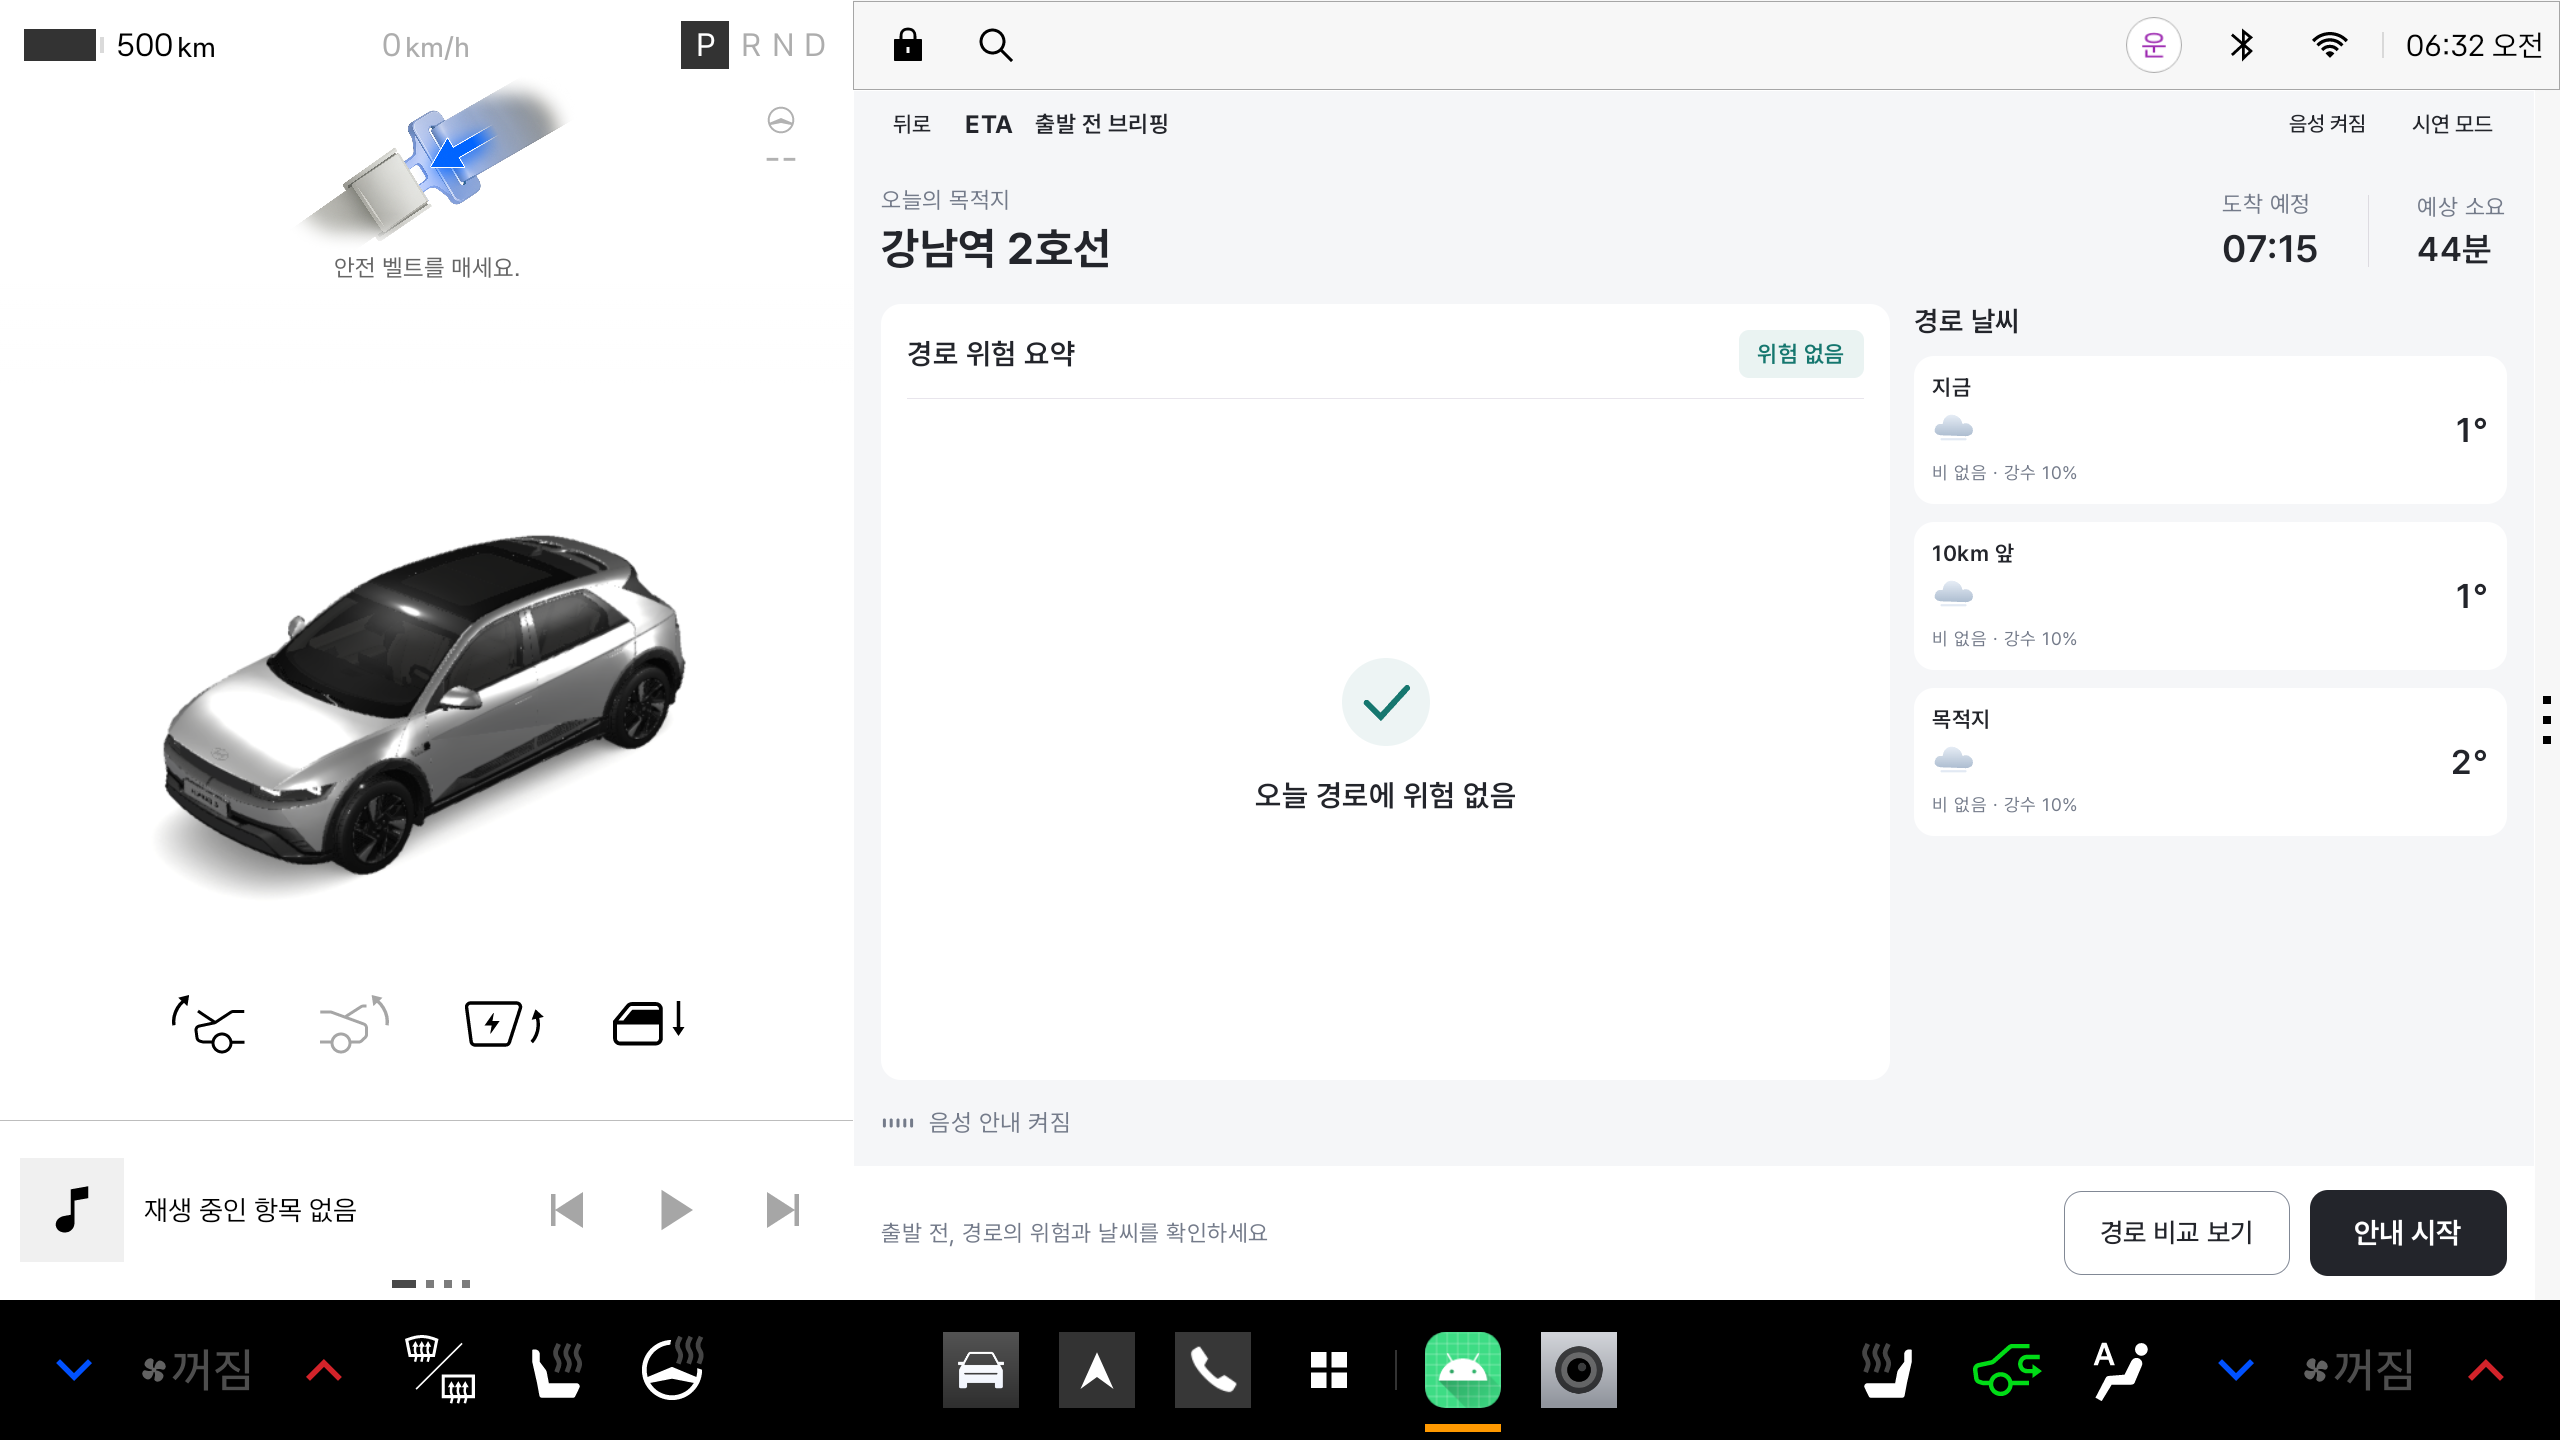 500 km
0 km/h
P R N D
운
06:32 오전
안전 벨트를 매세요.
뒤로 ETA 출발 전 브리핑
음성 켜짐 시연 모드
오늘의 목적지
강남역 2호선
도착 예정
07:15
예상 소요
44분
경로 위험 요약
위험 없음
오늘 경로에 위험 없음
경로 날씨
지금
1°
비 없음 · 강수 10%
10km 앞
1°
비 없음 · 강수 10%
목적지
2°
비 없음 · 강수 10%
음성 안내 켜짐
재생 중인 항목 없음
출발 전, 경로의 위험과 날씨를 확인하세요
경로 비교 보기
안내 시작
꺼짐
A
꺼짐